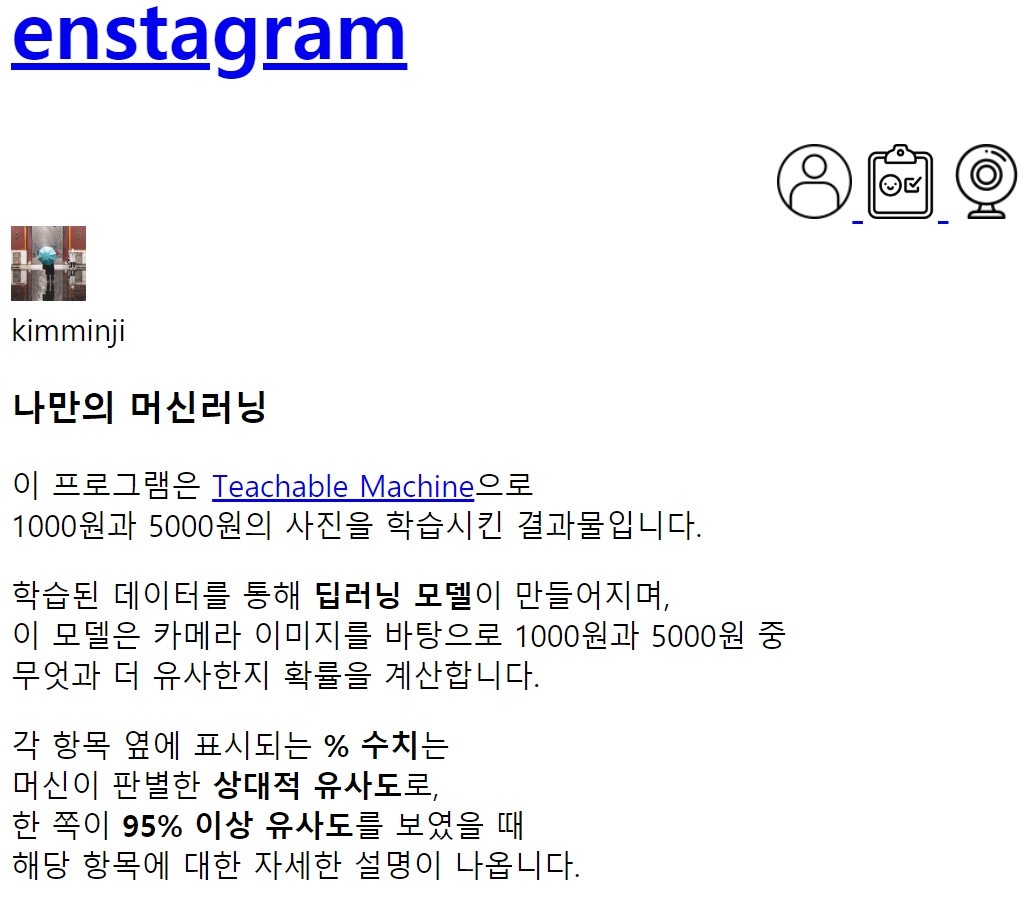 enstagram
kimminji
나만의 머신러닝
이 프로그램은 Teachable Machine으로
1000원과 5000원의 사진을 학습시킨 결과물입니다.
학습된 데이터를 통해 딥러닝 모델이 만들어지며,
이 모델은 카메라 이미지를 바탕으로 1000원과 5000원 중
무엇과 더 유사한지 확률을 계산합니다.
각 항목 옆에 표시되는 % 수치는
머신이 판별한 상대적 유사도로,
한 쪽이 95% 이상 유사도를 보였을 때
해당 항목에 대한 자세한 설명이 나옵니다.